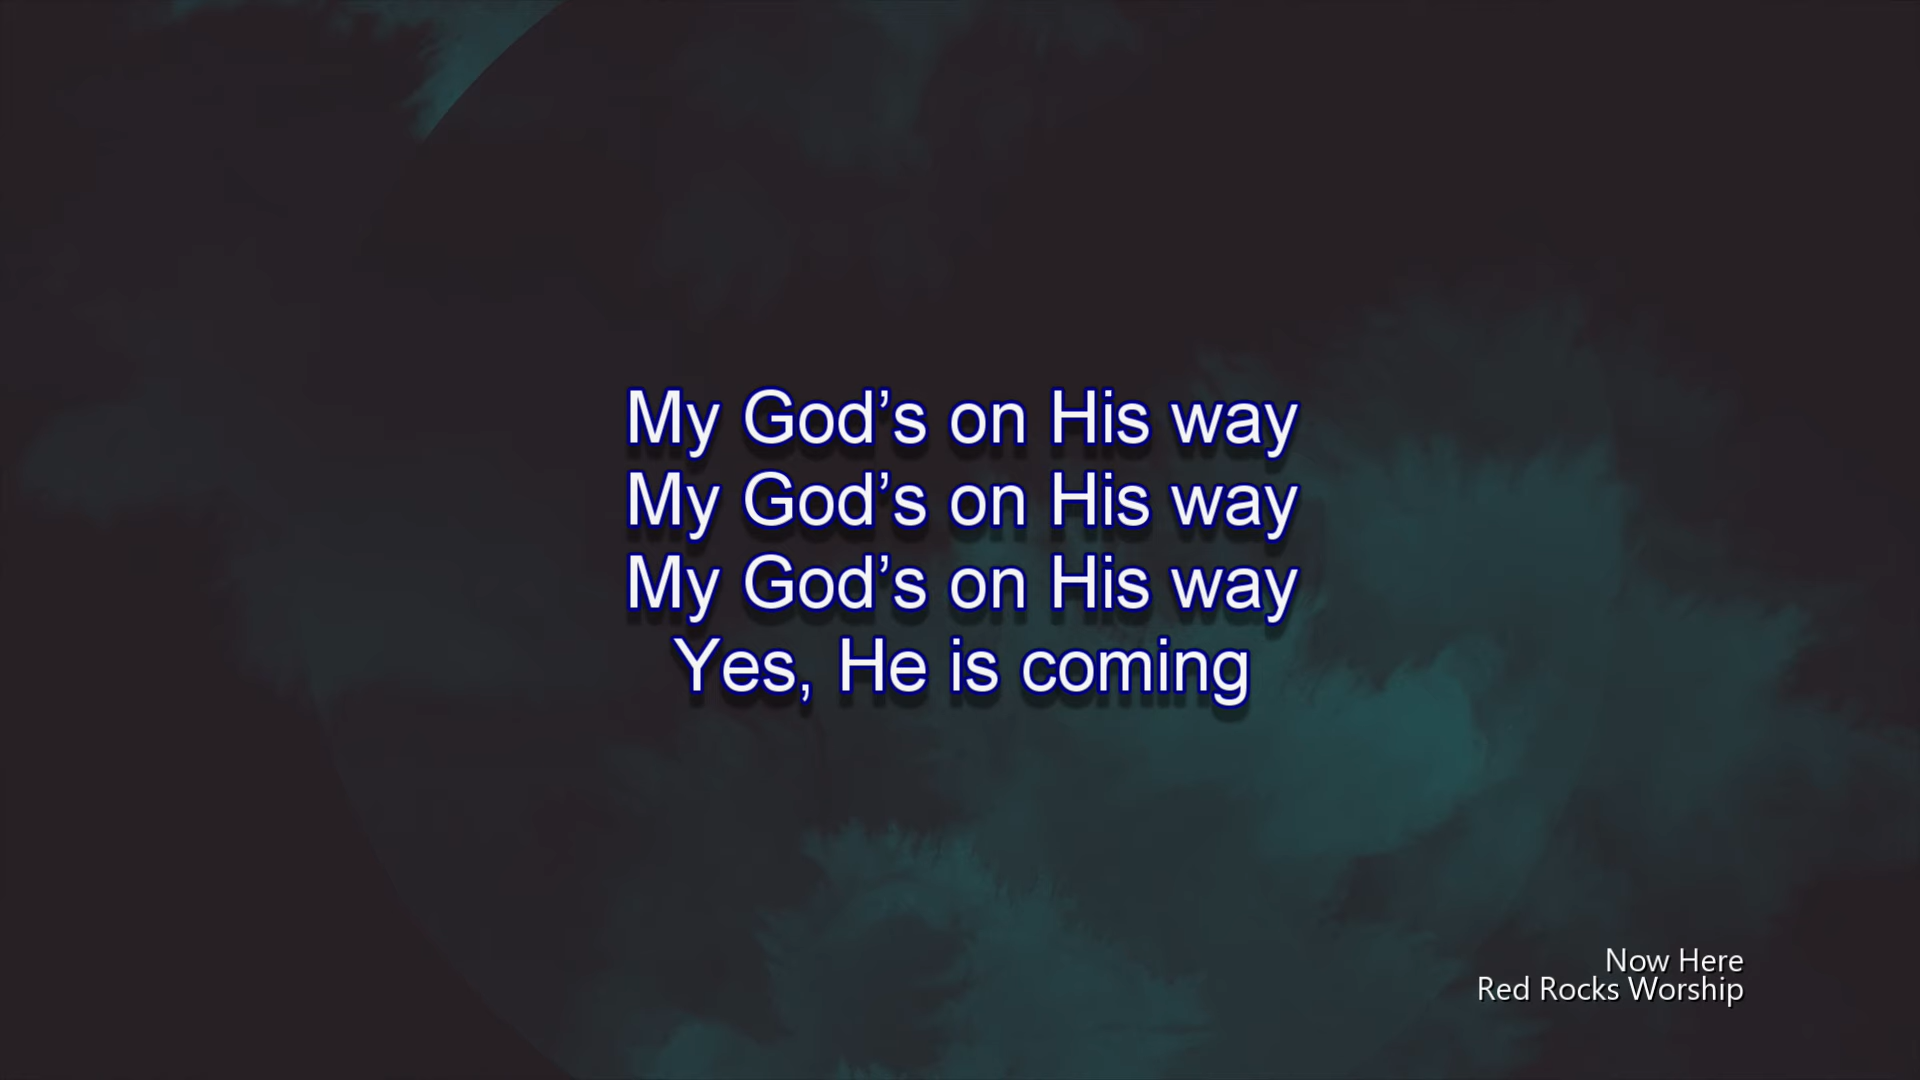 My God’s on His way
My God’s on His way
My God’s on His way
Yes, He is coming
Now Here
Red Rocks Worship